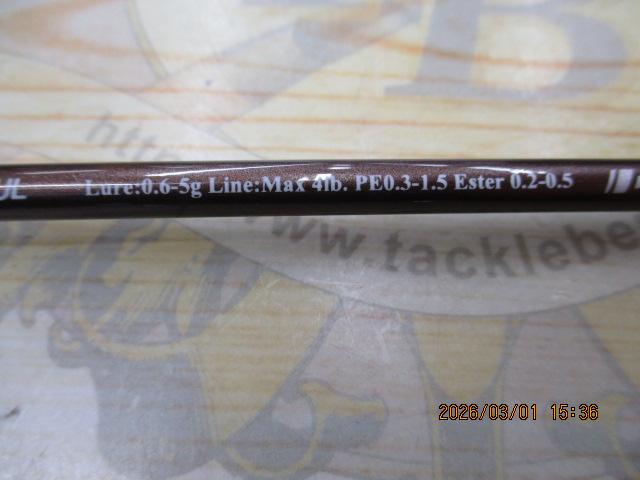 B
http
UL Lure:0.6-5g Line:Max 4lb. PE0.3-1.5 Ester 0.2-0.5
www.tacklebe
2026/03/01 15:36